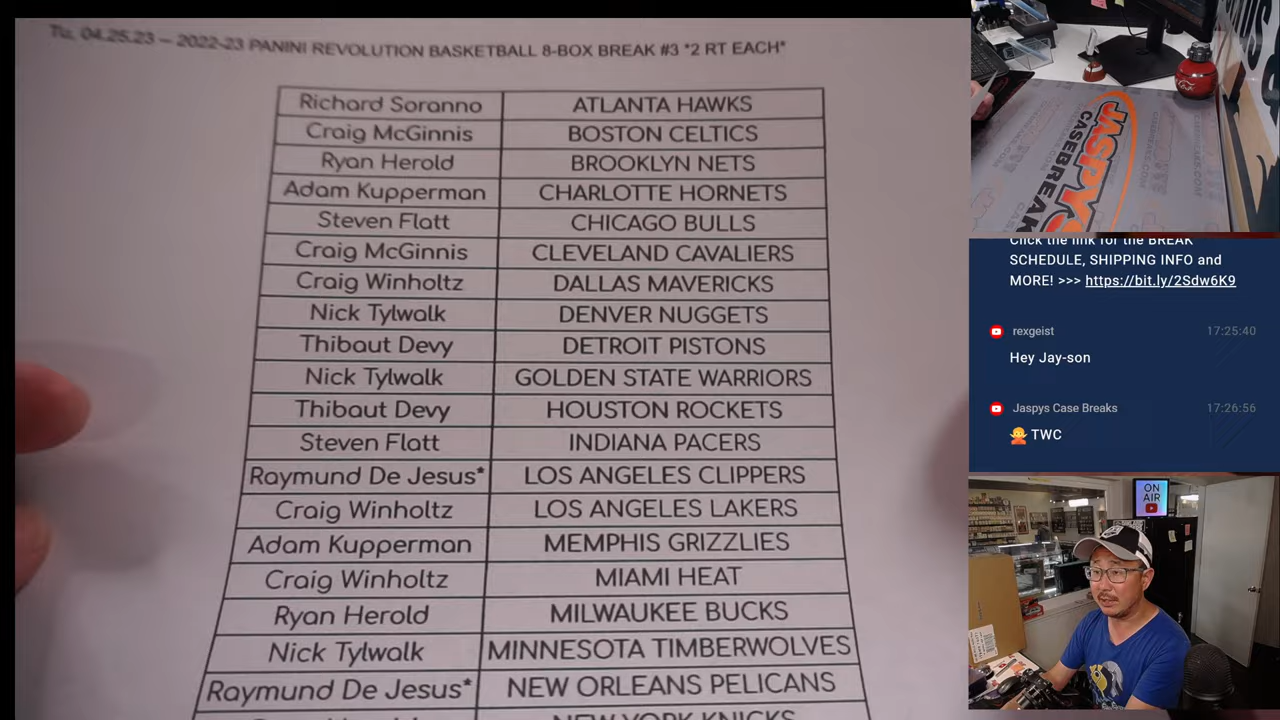 Tu, 04.25.23 – 2022-23 PANINI REVOLUTION BASKETBALL 8-BOX BREAK #3 *2 RT EACH*
Richard Soranno ATLANTA HAWKS
Craig McGinnis BOSTON CELTICS
Ryan Herold BROOKLYN NETS
Adam Kupperman CHARLOTTE HORNETS
Steven Flatt CHICAGO BULLS
Craig McGinnis CLEVELAND CAVALIERS
Craig Winholtz DALLAS MAVERICKS
Nick Tylwalk DENVER NUGGETS
Thibaut Devy DETROIT PISTONS
Nick Tylwalk GOLDEN STATE WARRIORS
Thibaut Devy HOUSTON ROCKETS
Steven Flatt INDIANA PACERS
Raymund De Jesus* LOS ANGELES CLIPPERS
Craig Winholtz LOS ANGELES LAKERS
Adam Kupperman MEMPHIS GRIZZLIES
Craig Winholtz MIAMI HEAT
Ryan Herold MILWAUKEE BUCKS
Nick Tylwalk MINNESOTA TIMBERWOLVES
Raymund De Jesus* NEW ORLEANS PELICANS
NEW YORK KNICKS
JASPYS
CASEBREAK
Click the link for the BREAK
SCHEDULE, SHIPPING INFO and
MORE! >>> https://bit.ly/2Sdw6K9
rexgeist 17:25:40
Hey Jay-son
Jaspys Case Breaks 17:26:56
TWC
ON
AIR